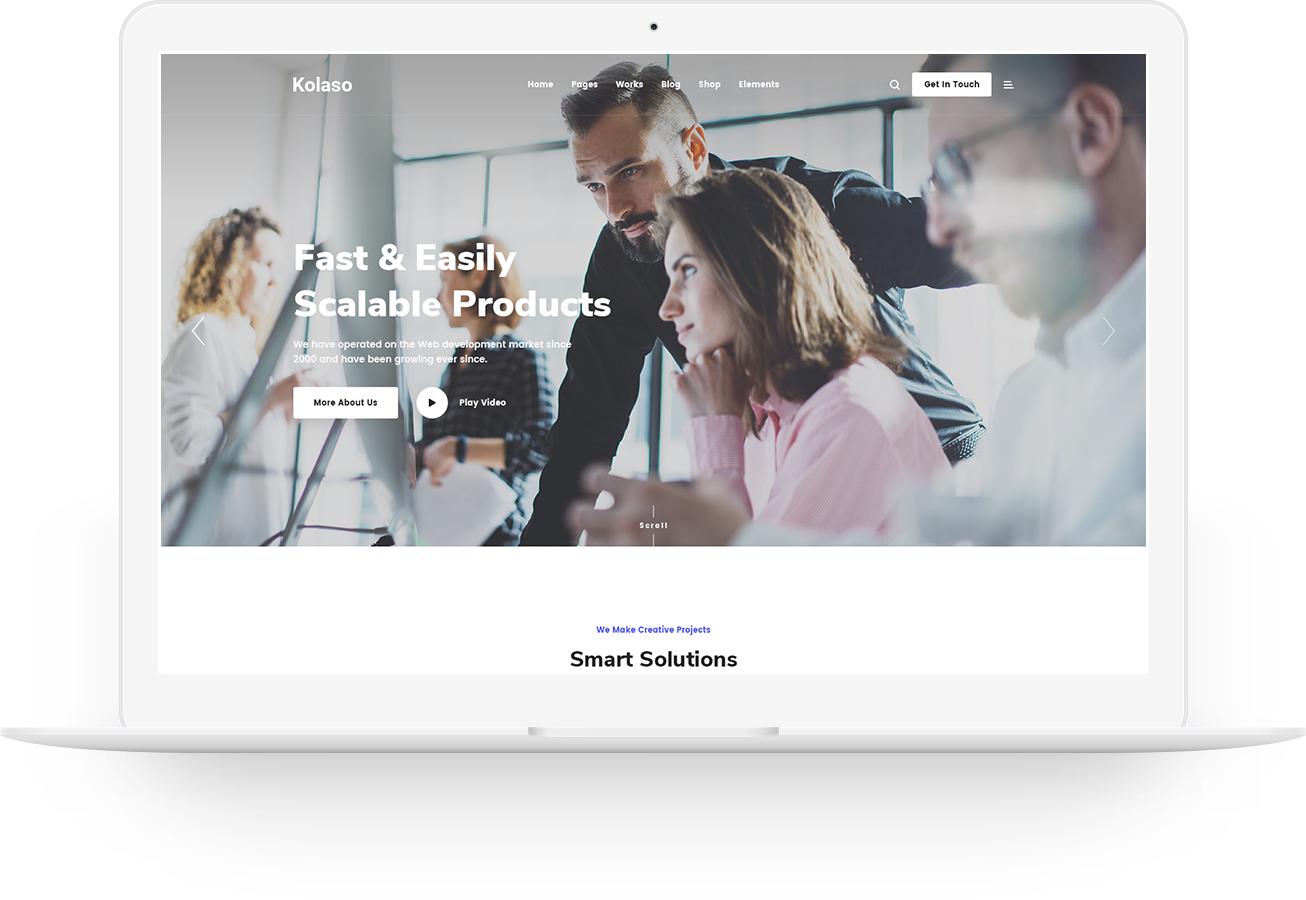 Kolaso
Home Pages Works Blog Shop Elements
Get In Touch
Fast & Easily
Scalable Products
We have operated on the Web development market since
2000 and have been growing ever since.
More About Us
Play Video
Scroll
We Make Creative Projects
Smart Solutions